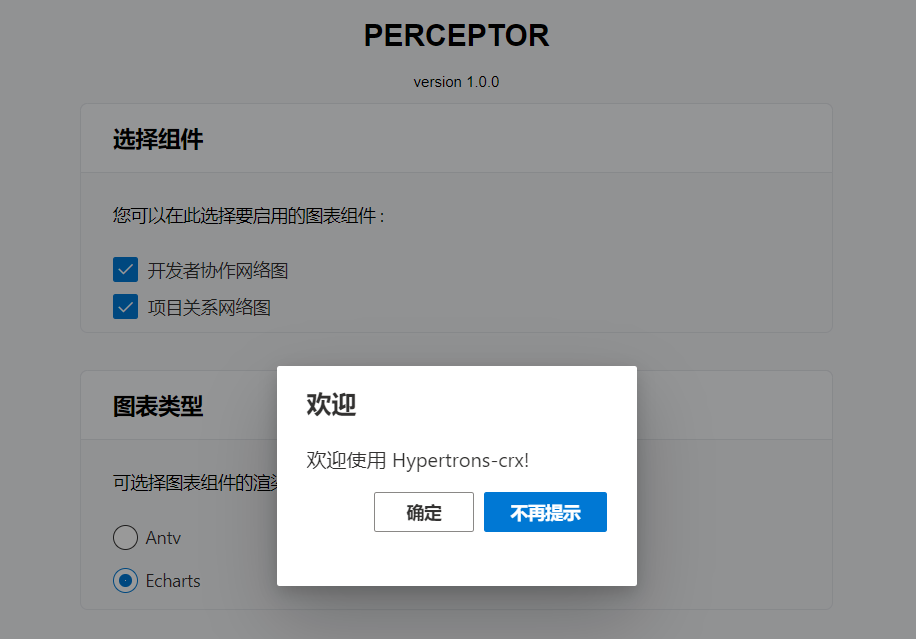 PERCEPTOR
version 1.0.0
选择组件
您可以在此选择要启用的图表组件 :
开发者协作网络图
项目关系网络图
图表类型
可选择图表组件的渲
欢迎
欢迎使用 Hypertrons-crx!
确定
不再提示
Antv
Echarts